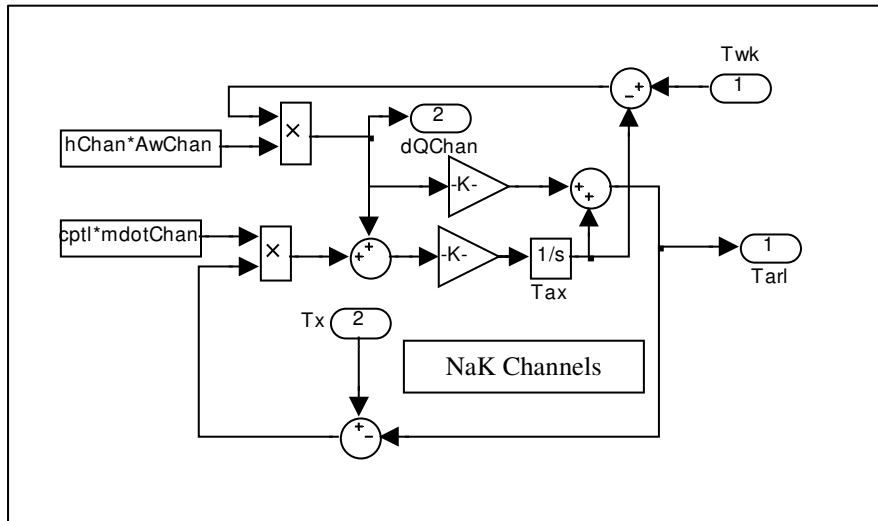 Twk
1
- +
2
dQChan
×
hChan*AwChan
-K-
+ +
cptl*mdotChan
×
+ +
-K-
1/s
Tax
1
Tarl
Tx
2
NaK Channels
+ -